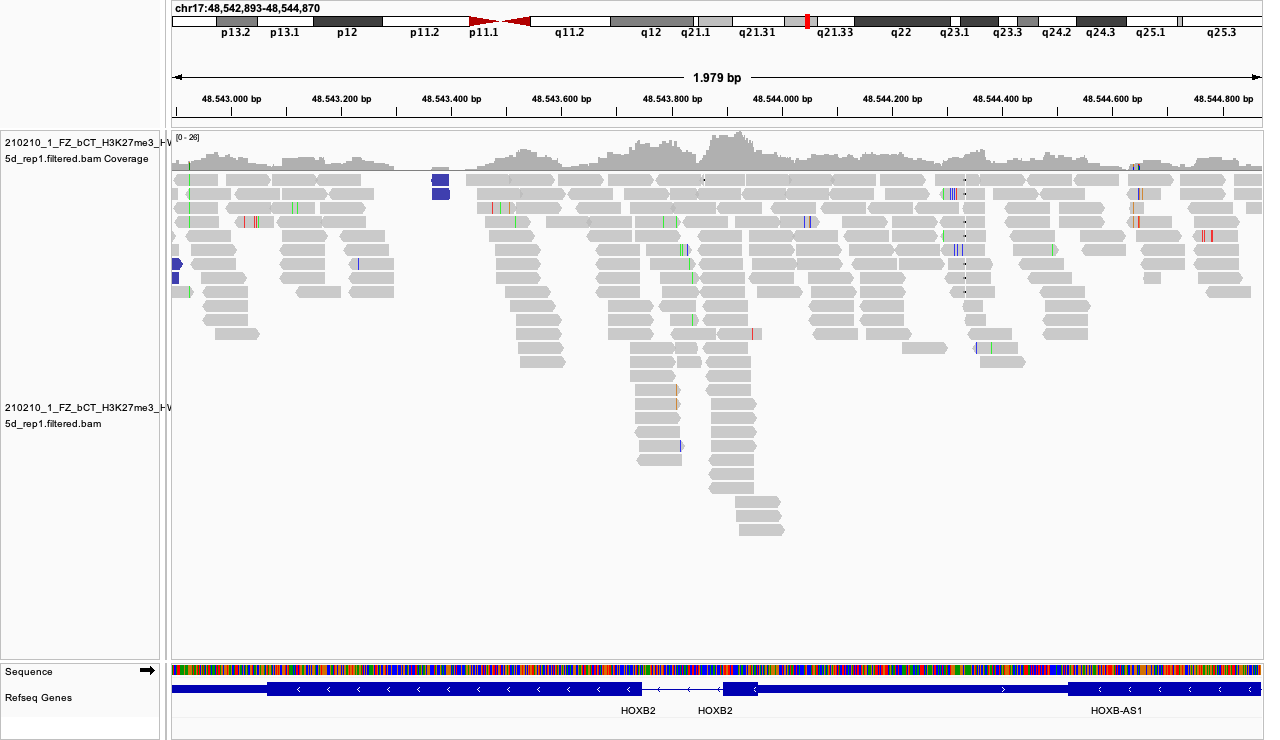 chr17:48,542,893-48,544,870
p13.2 p13.1 p12 p11.2 p11.1 q11.2 q12 q21.1 q21.31 q21.33 q22 q23.1 q23.3 q24.2 q24.3 q25.1 q25.3
1.979 bp
48.543.000 bp 48.543.200 bp 48.543.400 bp 48.543.600 bp 48.543.800 bp 48.544.000 bp 48.544.200 bp 48.544.400 bp 48.544.600 bp 48.544.800 bp
[0 - 26]
210210_1_FZ_bCT_H3K27me3_HW
5d_rep1.filtered.bam Coverage
210210_1_FZ_bCT_H3K27me3_HW
5d_rep1.filtered.bam
Sequence
Refseq Genes
HOXB2 HOXB2 HOXB-AS1